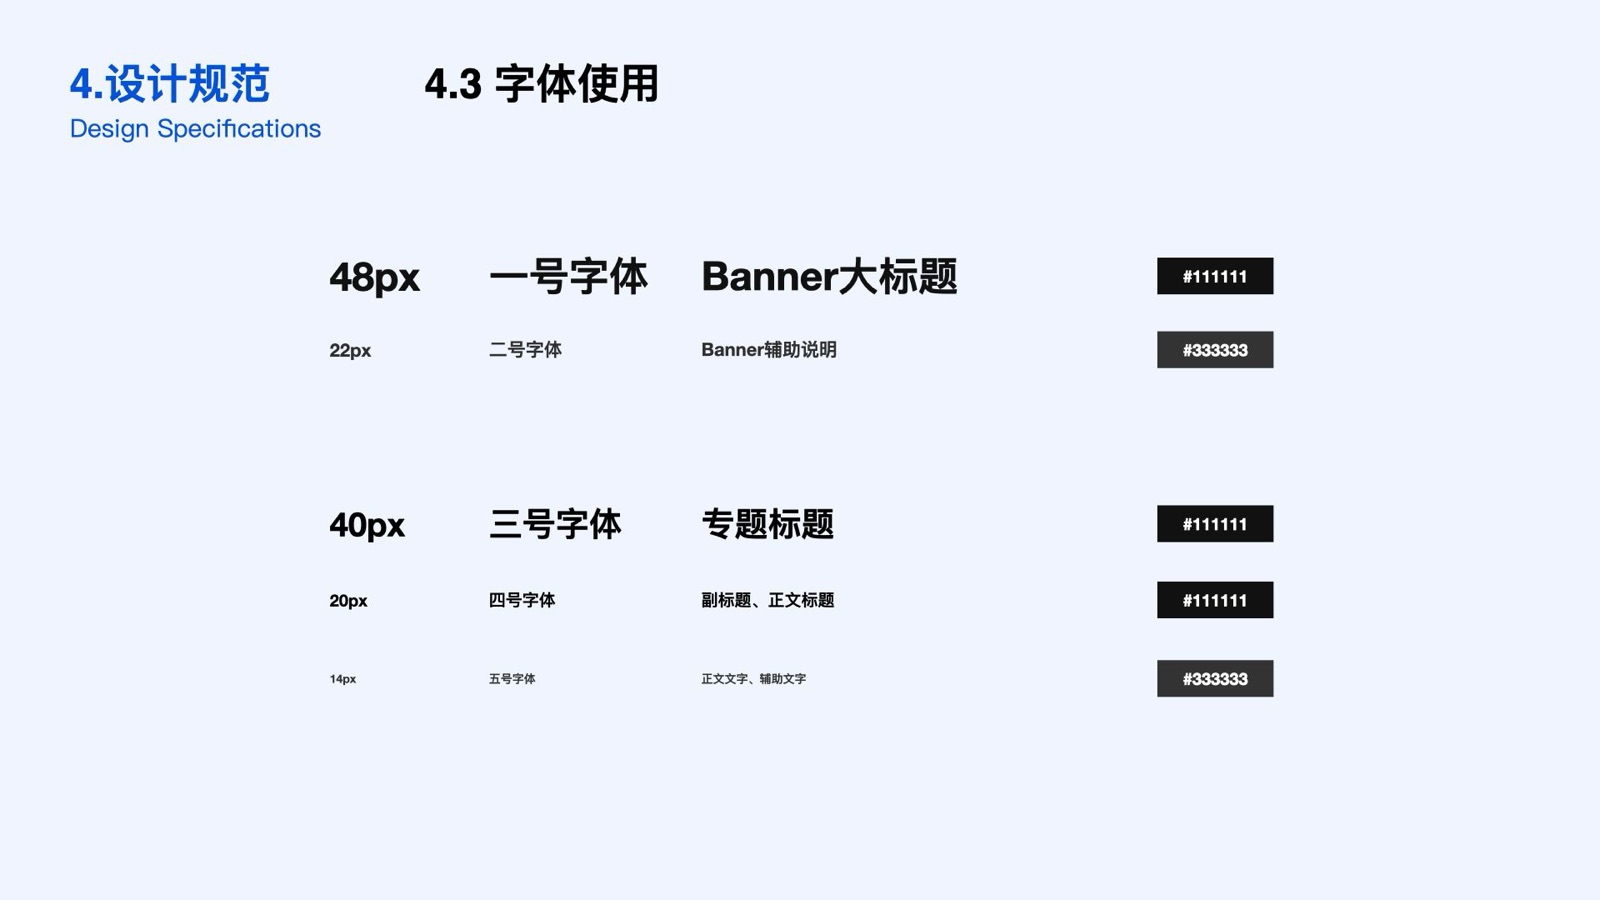 4.设计规范
Design Specifications
4.3 字体使用
48px 一号字体 Banner大标题 #111111
22px 二号字体 Banner辅助说明 #333333
40px 三号字体 专题标题 #111111
20px 四号字体 副标题、正文标题 #111111
14px 五号字体 正文文字、辅助文字 #333333